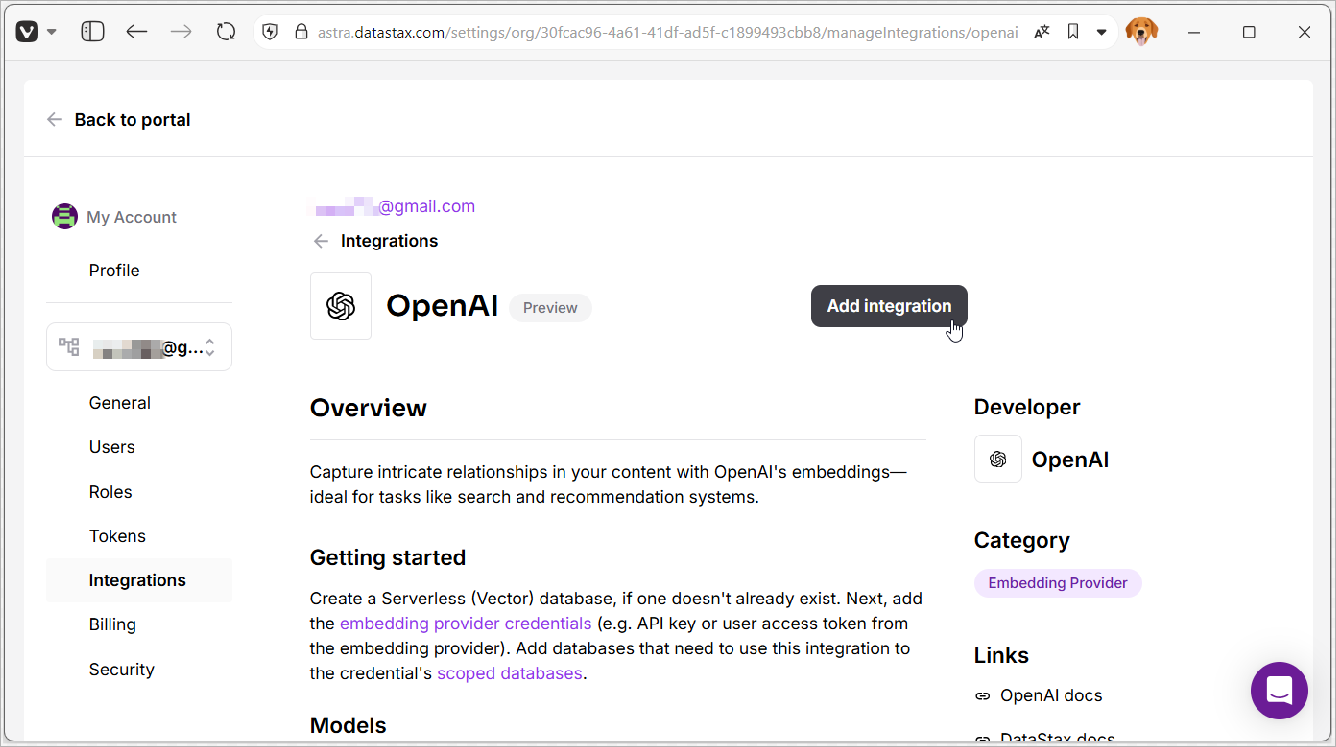 astra.datastax.com/settings/org/30fcac96-4a61-41df-ad5f-c1899493cbb8/manageIntegrations/openai
Back to portal
My Account
Profile
@g...
General
Users
Roles
Tokens
Integrations
Billing
Security
@gmail.com
Integrations
OpenAI
Preview
Add integration
Overview
Capture intricate relationships in your content with OpenAI's embeddings—
ideal for tasks like search and recommendation systems.
Getting started
Create a Serverless (Vector) database, if one doesn't already exist. Next, add
the embedding provider credentials (e.g. API key or user access token from
the embedding provider). Add databases that need to use this integration to
the credential's scoped databases.
Models
Developer
OpenAI
Category
Embedding Provider
Links
OpenAI docs
DataStax docs